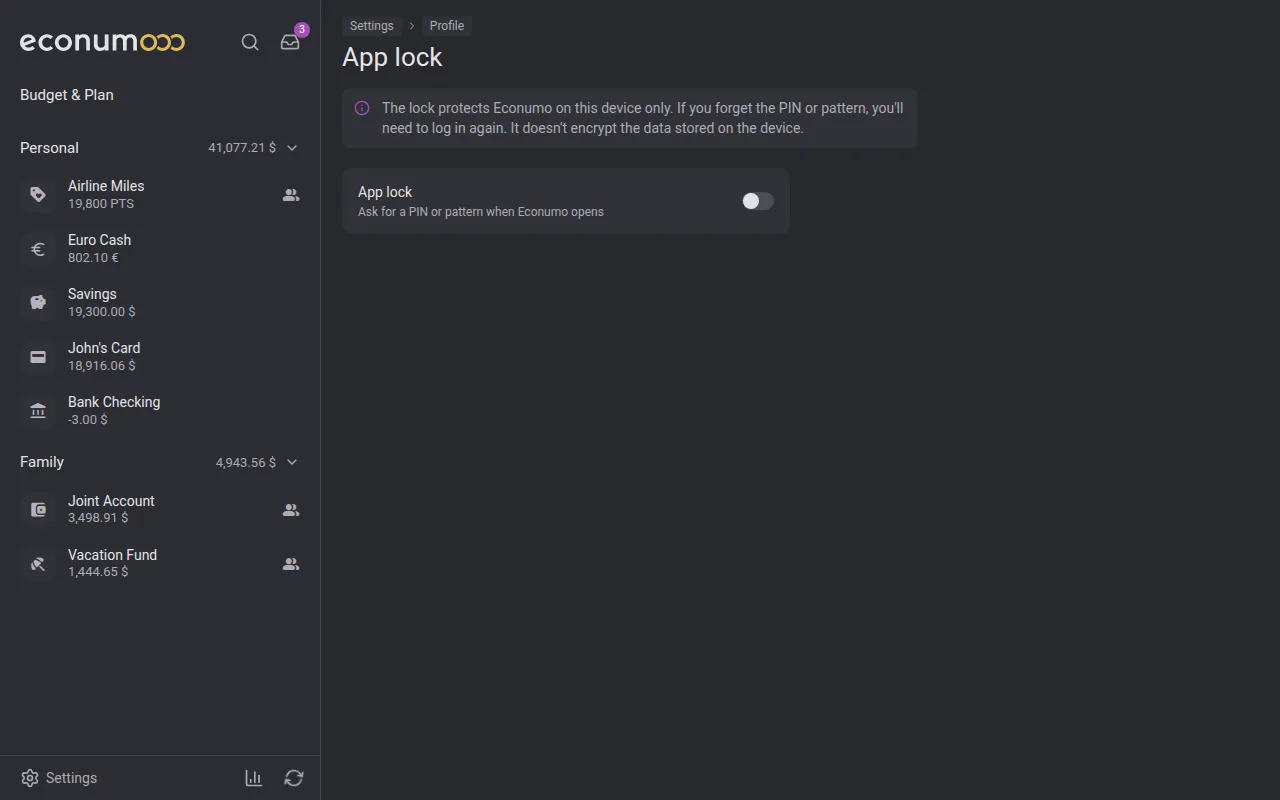 econumo
3
Budget & Plan
Personal 41,077.21 $
Airline Miles
19,800 PTS
Euro Cash
802.10 €
Savings
19,300.00 $
John's Card
18,916.06 $
Bank Checking
-3.00 $
Family 4,943.56 $
Joint Account
3,498.91 $
Vacation Fund
1,444.65 $
Settings
Settings > Profile
App lock
The lock protects Econumo on this device only. If you forget the PIN or pattern, you'll
need to log in again. It doesn't encrypt the data stored on the device.
App lock
Ask for a PIN or pattern when Econumo opens